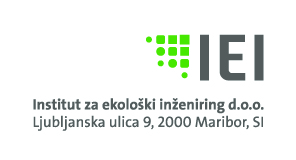 IEI
Institut za ekološki inženiring d.o.o.
Ljubljanska ulica 9, 2000 Maribor, SI